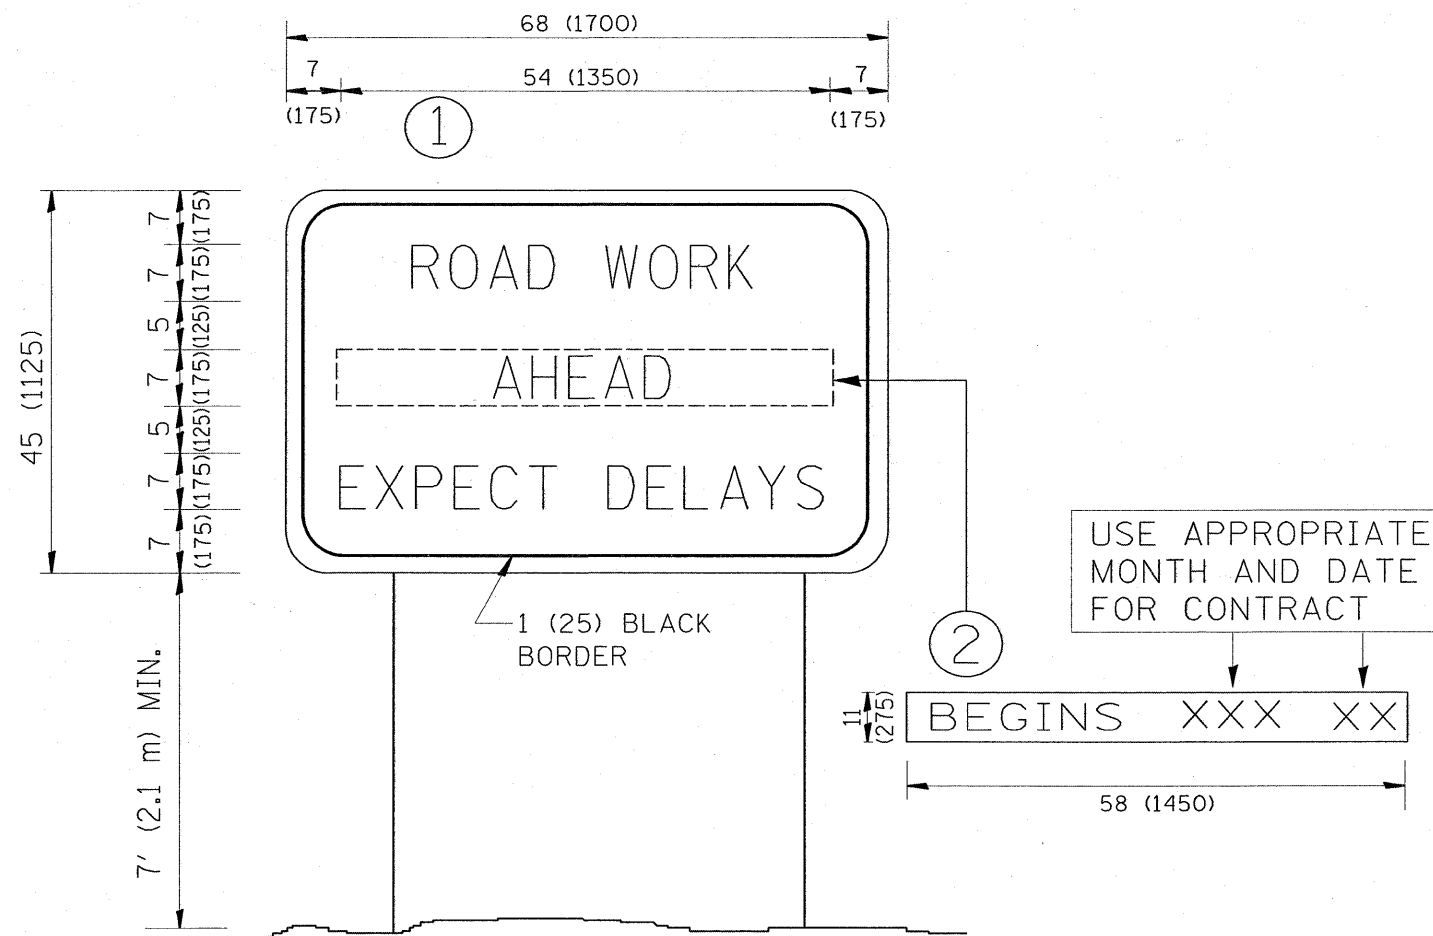 68 (1700)
7
54 (1350)
7
(175)
(175)
1
45 (1125)
7 (175)
7 (175)
5 (125)
7 (175)
5 (125)
7 (175)
7 (175)
ROAD WORK
AHEAD
EXPECT DELAYS
1 (25) BLACK
BORDER
7' (2.1 m) MIN.
USE APPROPRIATE
MONTH AND DATE
FOR CONTRACT
2
11
(275)
BEGINS XXX XX
58 (1450)